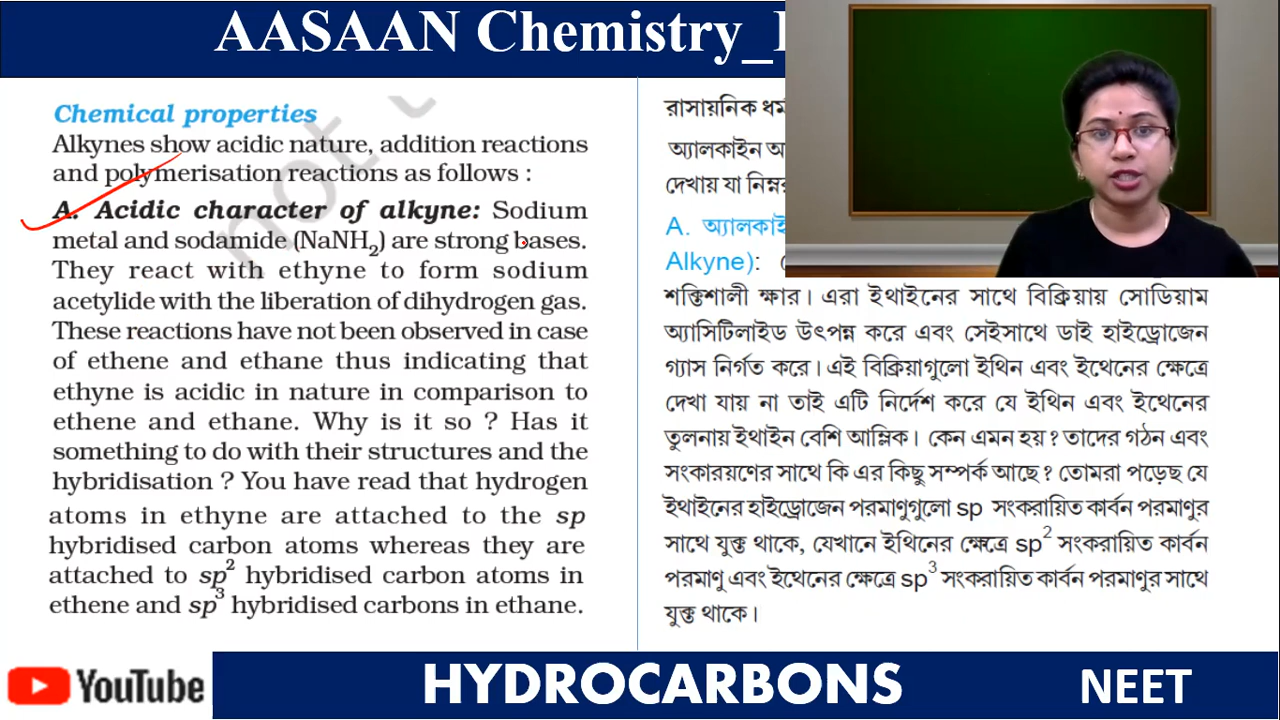 AASAAN Chemistry_
Chemical properties
Alkynes show acidic nature, addition reactions
and polymerisation reactions as follows :
A. Acidic character of alkyne: Sodium
metal and sodamide (NaNH2) are strong bases.
They react with ethyne to form sodium
acetylide with the liberation of dihydrogen gas.
These reactions have not been observed in case
of ethene and ethane thus indicating that
ethyne is acidic in nature in comparison to
ethene and ethane. Why is it so ? Has it
something to do with their structures and the
hybridisation ? You have read that hydrogen
atoms in ethyne are attached to the sp
hybridised carbon atoms whereas they are
attached to sp2 hybridised carbon atoms in
ethene and sp3 hybridised carbons in ethane.
not
রাসায়নিক
অ্যালকাইন
দেখায় যা
A.
Alkyne):
শক্তিশালী ক্ষার। এরা ইথাইনের সাথে বিক্রিয়ায় সোডিয়াম
অ্যাসিটিলাইড উৎপন্ন করে এবং সেইসাথে ডাই হাইড্রোজেন
গ্যাস নির্গত করে। এই বিক্রিয়াগুলো ইথিন এবং ইথেনের ক্ষেত্রে
দেখা যায় না তাই এটি নির্দেশ করে যে ইথিন এবং ইথেনের
তুলনায় ইথাইন বেশি আম্লিক। কেন এমন হয়? তাদের গঠন এবং
সংকারয়ণের সাথে কি এর কিছু সম্পর্ক আছে? তোমরা পড়েছ যে
ইথাইনের হাইড্রোজেন পরমাণুগুলো sp সংকরায়িত কার্বন পরমাণুর
সাথে যুক্ত থাকে, যেখানে ইথিনের ক্ষেত্রে sp2 সংকরায়িত কার্বন
পরমাণু এবং ইথেনের ক্ষেত্রে sp3 সংকরায়িত কার্বন পরমাণুর সাথে
যুক্ত থাকে।
YouTube
HYDROCARBONS
NEET